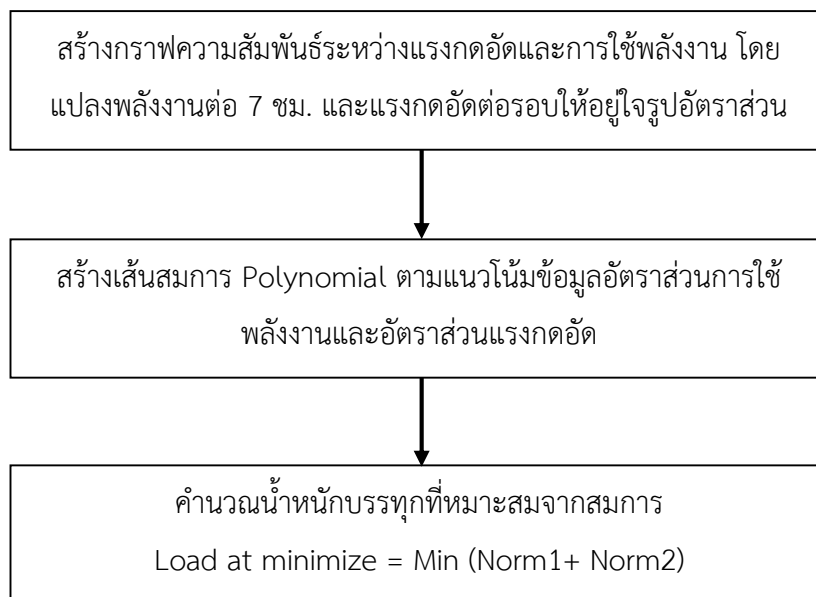 สร้างกราฟความสัมพันธ์ระหว่างแรงกดอัดและการใช้พลังงาน โดย
แปลงพลังงานต่อ 7 ชม. และแรงกดอัดต่อรอบให้อยู่ใจรูปอัตราส่วน
สร้างเส้นสมการ Polynomial ตามแนวโน้มข้อมูลอัตราส่วนการใช้
พลังงานและอัตราส่วนแรงกดอัด
คำนวณน้ำหนักบรรทุกที่หมาะสมจากสมการ
Load at minimize = Min (Norm1+ Norm2)